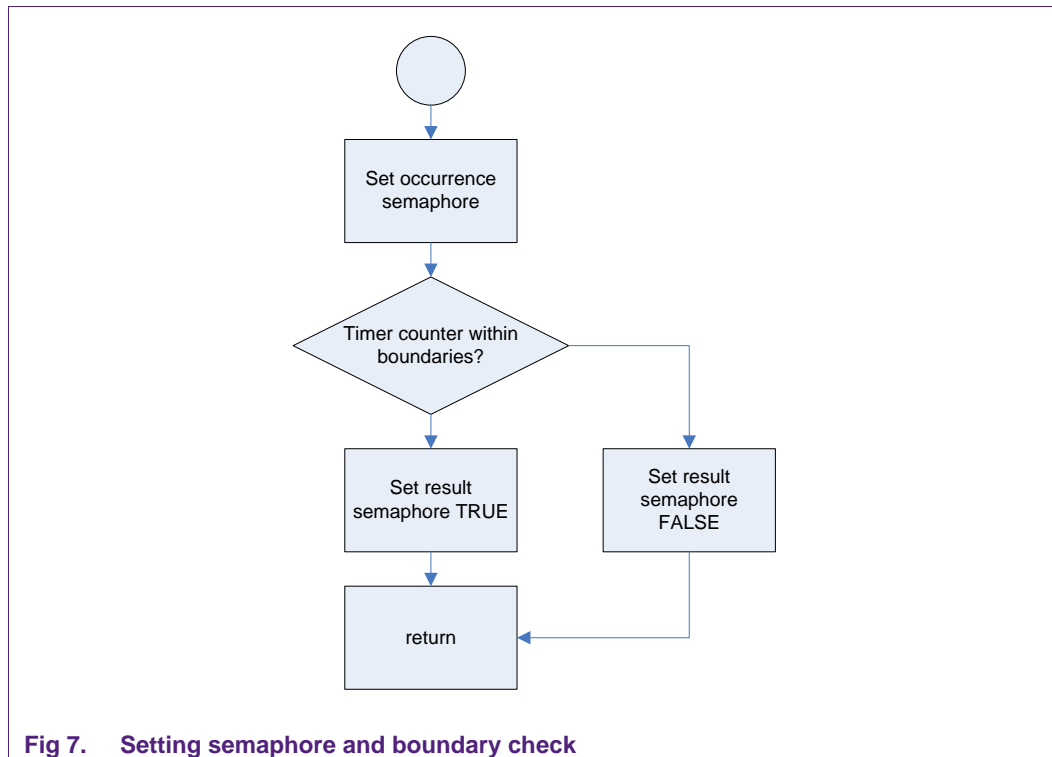 Set occurrence
semaphore
Timer counter within
boundaries?
Set result
semaphore TRUE
Set result
semaphore
FALSE
return
Fig 7. Setting semaphore and boundary check